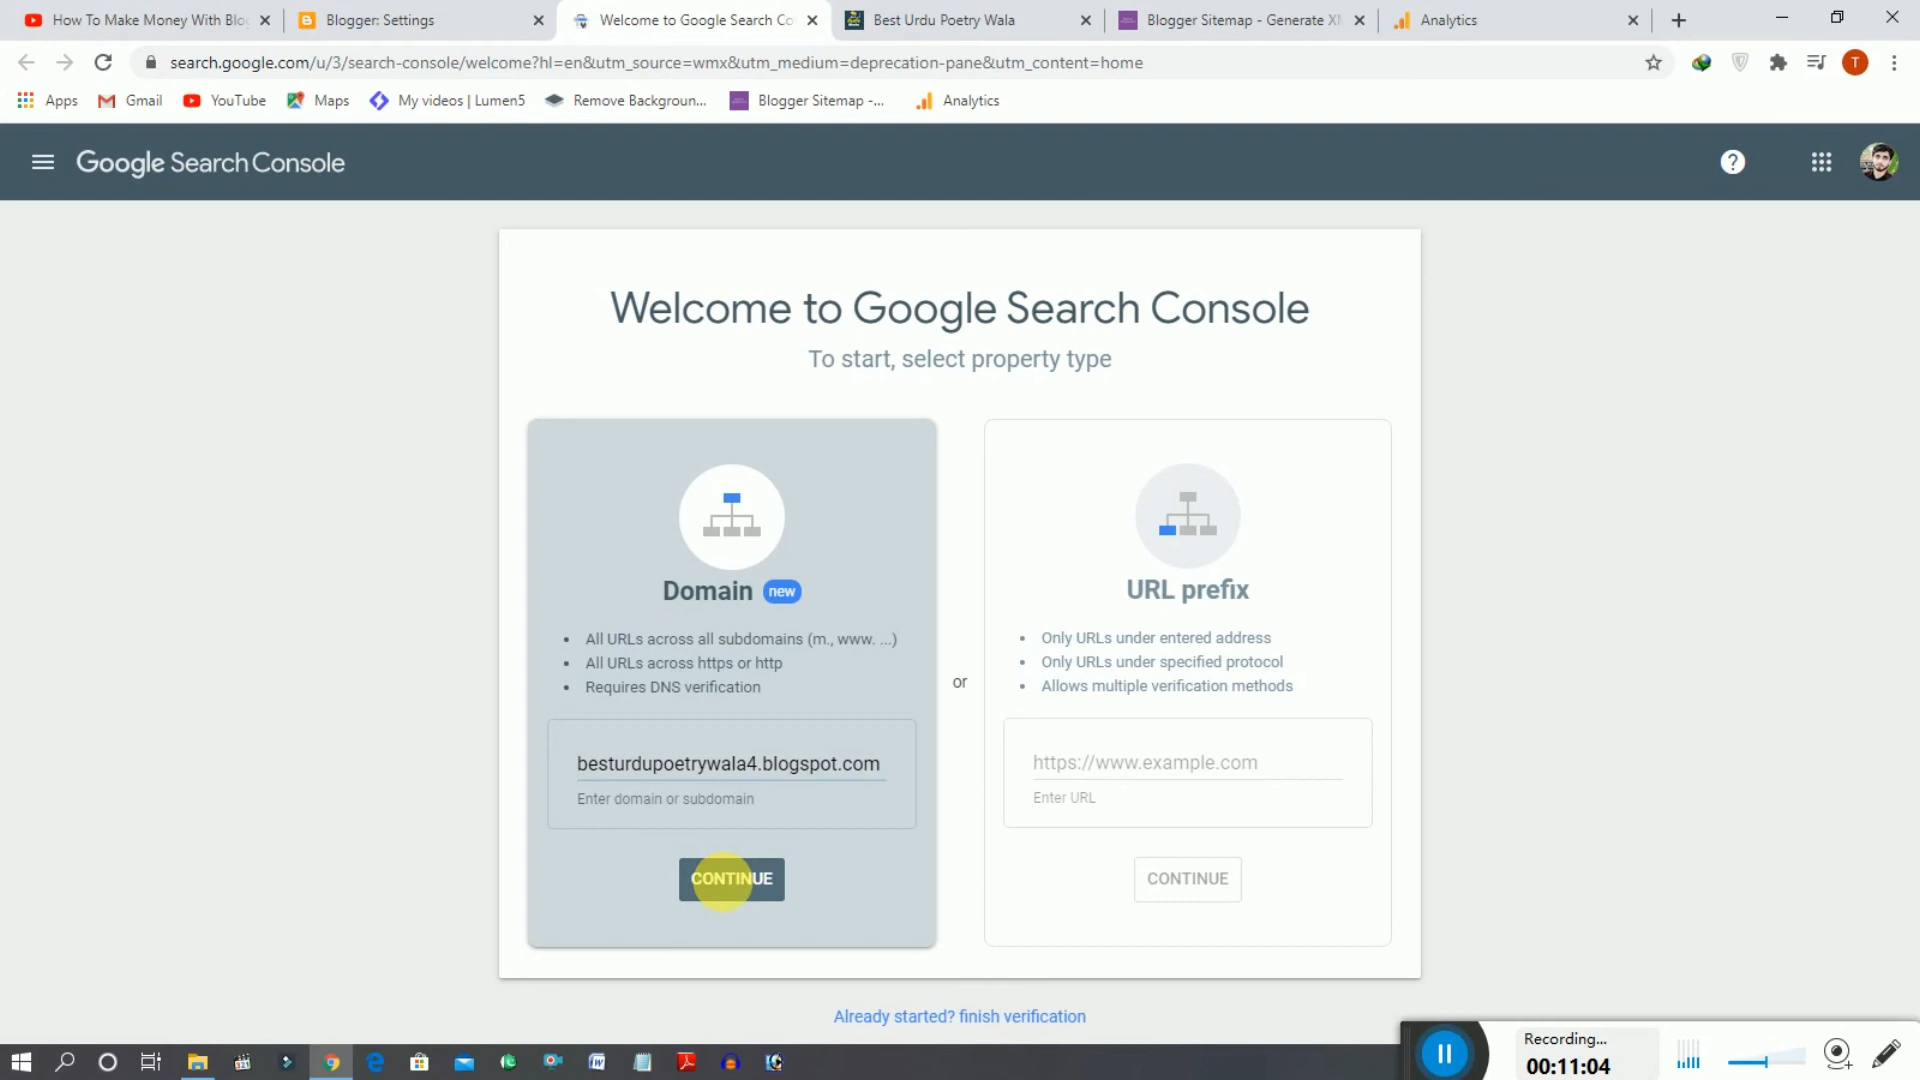 How To Make Money With Blog
Blogger: Settings
Welcome to Google Search Co
Best Urdu Poetry Wala
Blogger Sitemap - Generate XM
Analytics
search.google.com/u/3/search-console/welcome?hl=en&utm_source=wmx&utm_medium=deprecation-pane&utm_content=home
T
Apps
Gmail
YouTube
Maps
My videos | Lumen5
Remove Backgroun...
Blogger Sitemap -...
Analytics
Google Search Console
Welcome to Google Search Console
To start, select property type
Domain new
All URLs across all subdomains (m., www. ...)
All URLs across https or http
Requires DNS verification
besturdupoetrywala4.blogspot.com
Enter domain or subdomain
CONTINUE
or
URL prefix
Only URLs under entered address
Only URLs under specified protocol
Allows multiple verification methods
https://www.example.com
Enter URL
CONTINUE
Already started? finish verification
Recording...
00:11:04